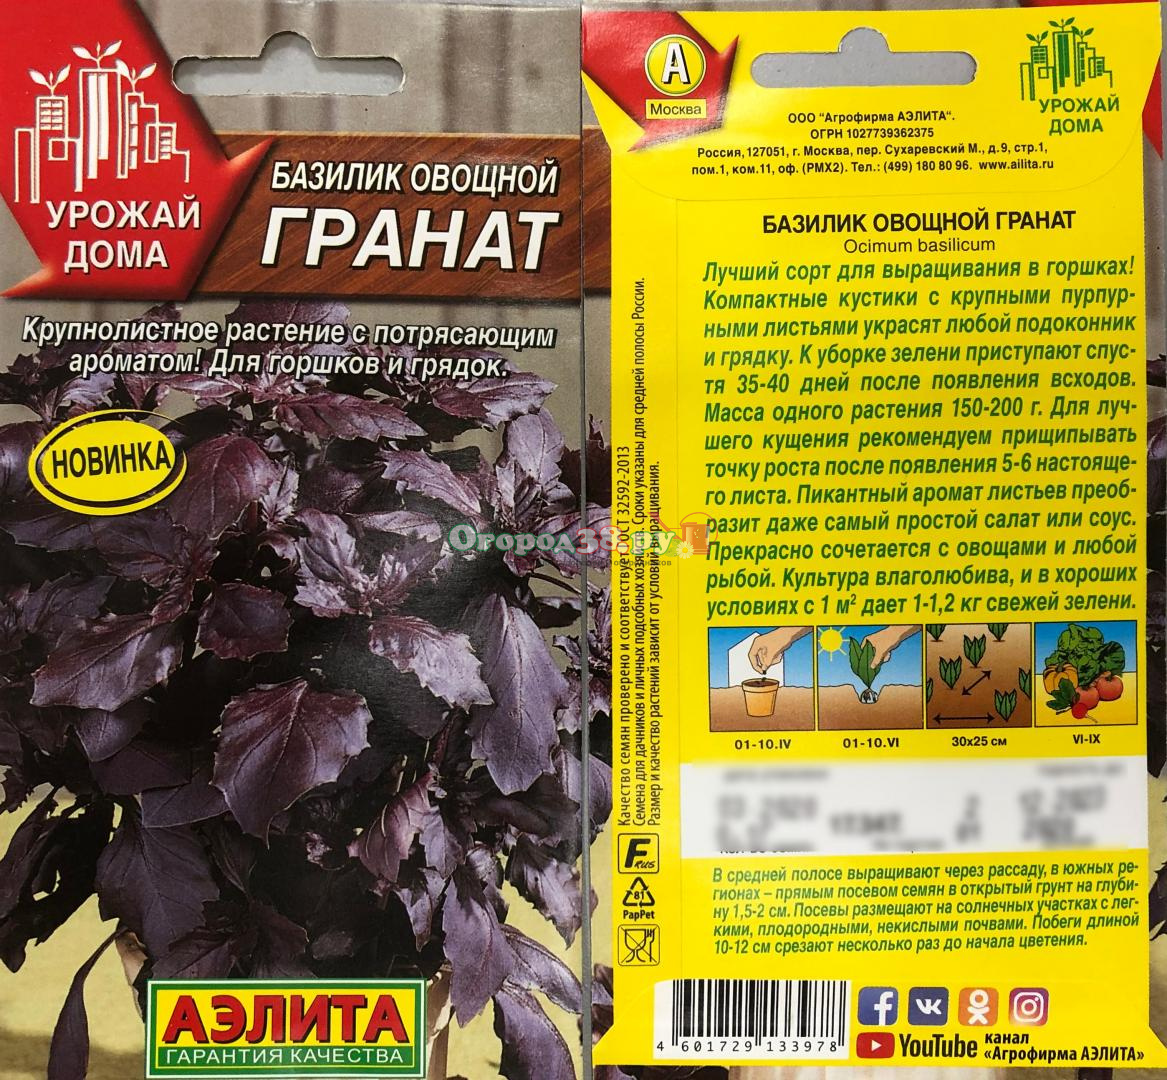 УРОЖАЙ
ДОМА
БАЗИЛИК ОВОЩНОЙ
ГРАНАТ
Крупнолистное растение с потрясающим
ароматом! Для горшков и грядок.
НОВИНКА
АЭЛИТА
ГАРАНТИЯ КАЧЕСТВА
Огород38.ру
А
Москва
ООО "Агрофирма АЭЛИТА".
ОГРН 1027739362375
Россия,127051, г. Москва, пер. Сухаревский М., д.9, стр.1,
пом.1, ком.11, оф. (РМХ2). Тел.: (499) 180 80 96. www.ailita.ru
УРОЖАЙ
ДОМА
БАЗИЛИК ОВОЩНОЙ ГРАНАТ
Ocimum basilicum
Лучший сорт для выращивания в горшках!
Компактные кустики с крупными пурпур-
ными листьями украсят любой подоконник
и грядку. К уборке зелени приступают спус-
тя 35-40 дней после появления всходов.
Масса одного растения 150-200 г. Для луч-
шего кущения рекомендуем прищипывать
точку роста после появления 5-6 настояще-
го листа. Пикантный аромат листьев преоб-
разит даже самый простой салат или соус.
Прекрасно сочетается с овощами и любой
рыбой. Культура влаголюбива, и в хороших
условиях с 1 м² дает 1-1,2 кг свежей зелени.
Качество семян проверено и соответствует ГОСТ 32592-2013
Семена для дачников и личных подсобных хозяйств. Сроки указаны для средней полосы России.
Размер и качество растений зависит от условий выращивания.
01-10.IV
01-10.VI
30x25 см
VI-IX
F RUS
81
PapPet
В средней полосе выращивают через рассаду, в южных ре-
гионах – прямым посевом семян в открытый грунт на глуби-
ну 1,5-2 см. Посевы размещают на солнечных участках с лег-
кими, плодородными, некислыми почвами. Побеги длиной
10-12 см срезают несколько раз до начала цветения.
4 601729 133978
YouTube канал
«Агрофирма АЭЛИТА»